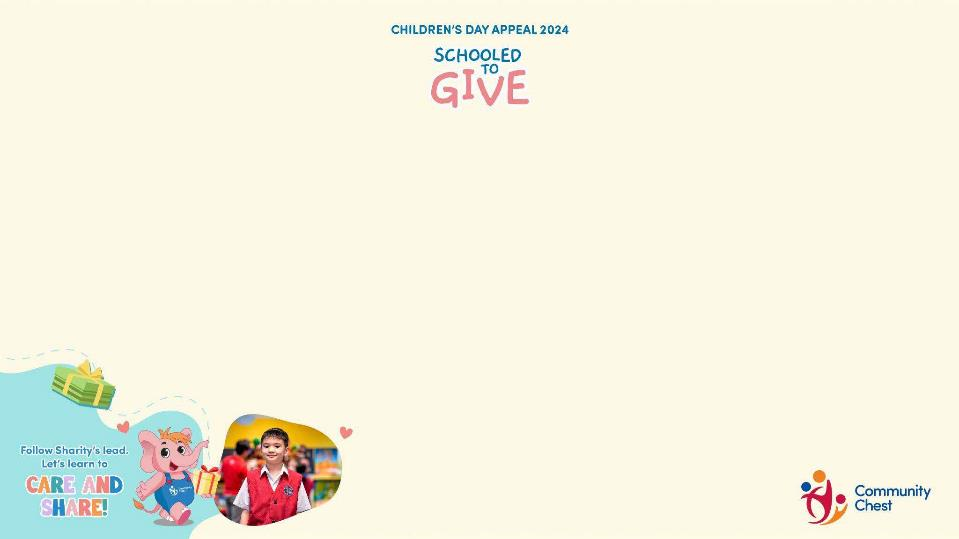 CHILDREN'S DAY APPEAL 2024
SCHOOLED
TO
GIVE
Follow Sharity's lead.
Let's learn to
CARE AND
SHARE!
Community
Chest